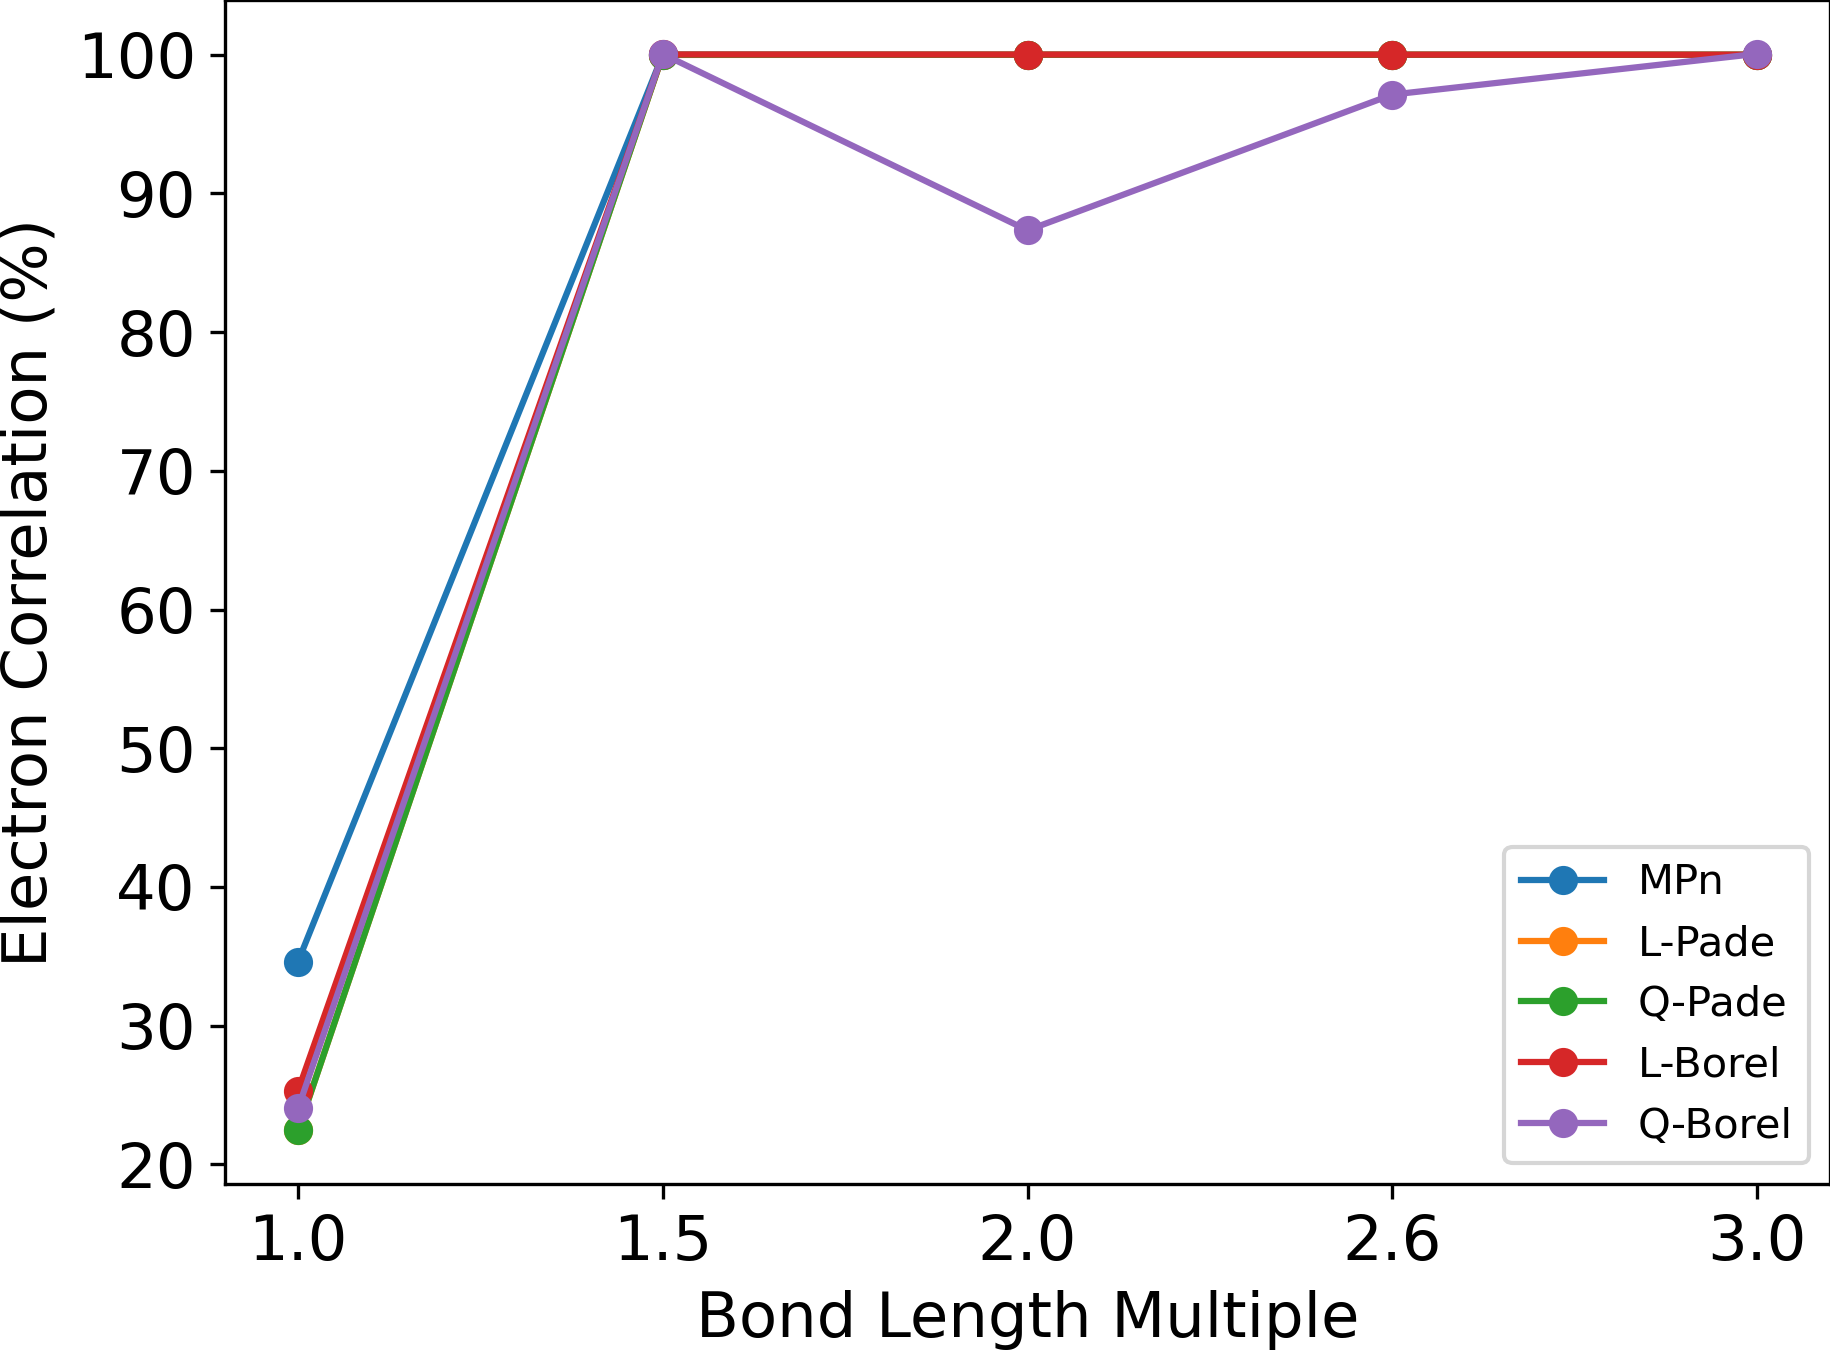 Electron Correlation (%)
100
90
80
70
60
50
40
30
20
1.0 1.5 2.0 2.6 3.0
Bond Length Multiple
MPn
L-Pade
Q-Pade
L-Borel
Q-Borel